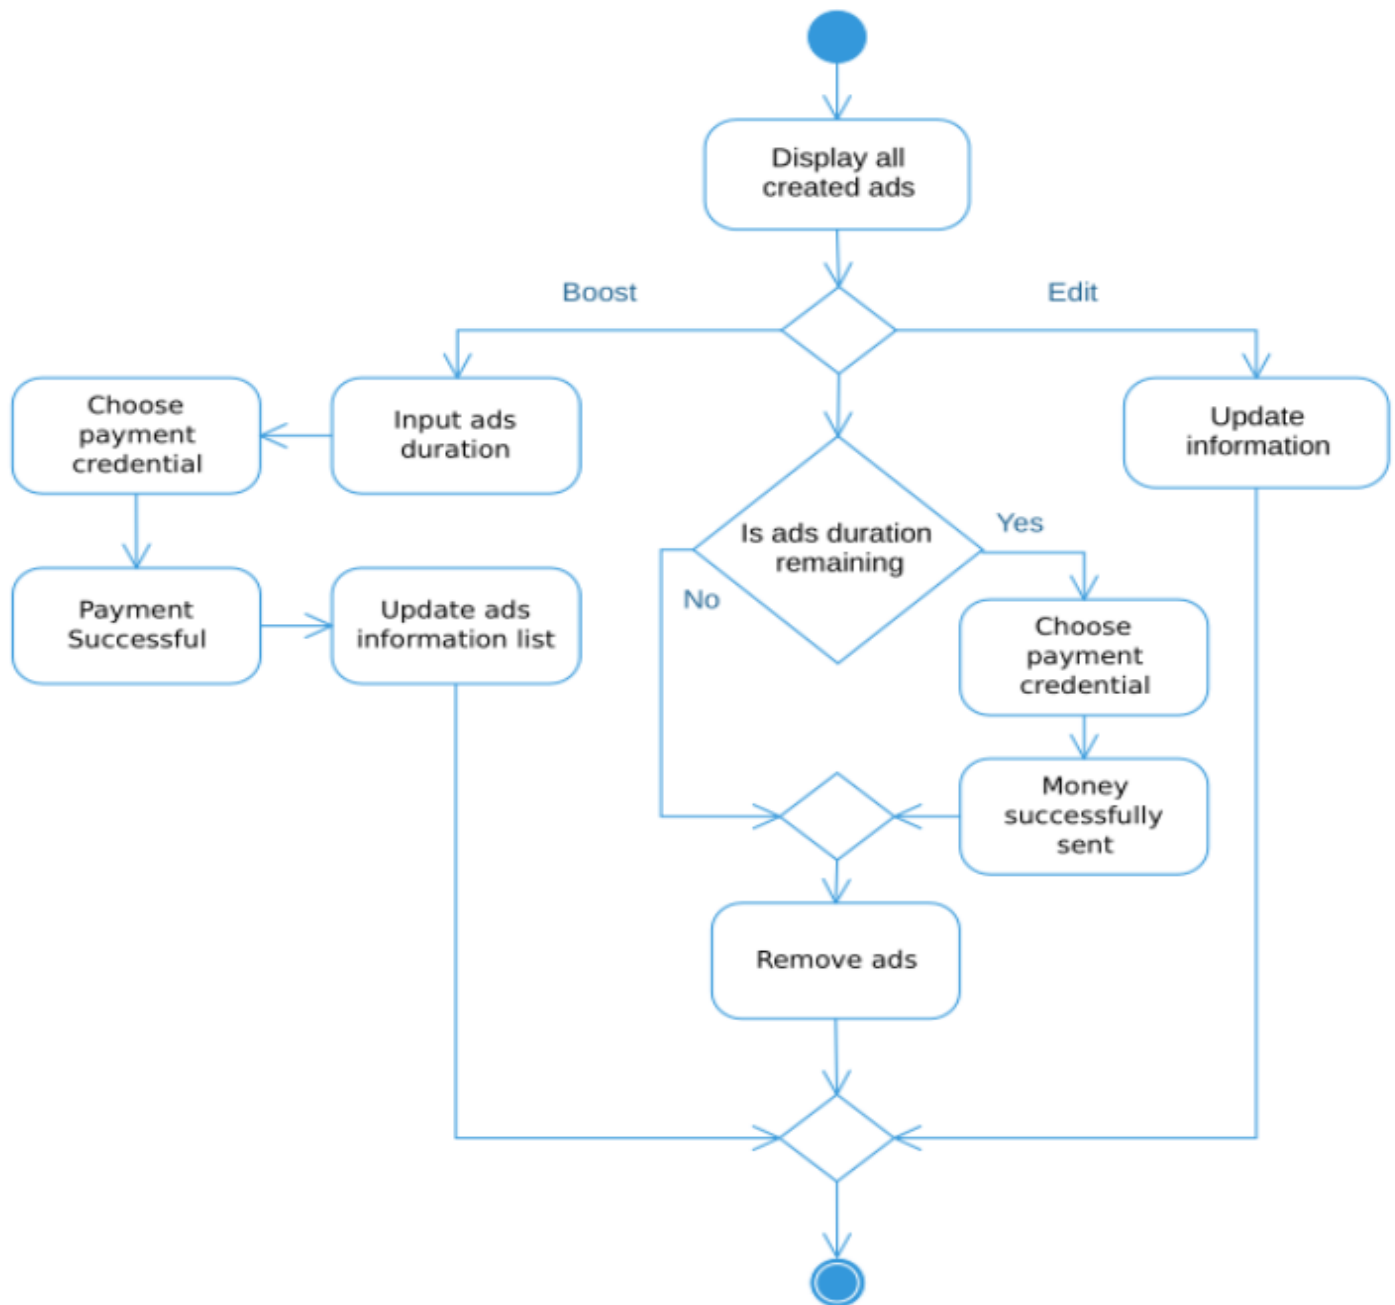 Display all
created ads
Boost
Edit
Choose
payment
credential
Input ads
duration
Update
information
Is ads duration
remaining
Yes
No
Payment
Successful
Update ads
information list
Choose
payment
credential
Money
successfully
sent
Remove ads